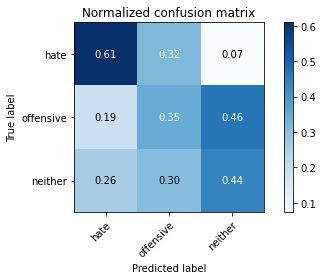 Normalized confusion matrix
True label
hate
0.61 0.32 0.07
offensive
0.19 0.35 0.46
neither
0.26 0.30 0.44
hate offensive neither
Predicted label
0.6
0.5
0.4
0.3
0.2
0.1